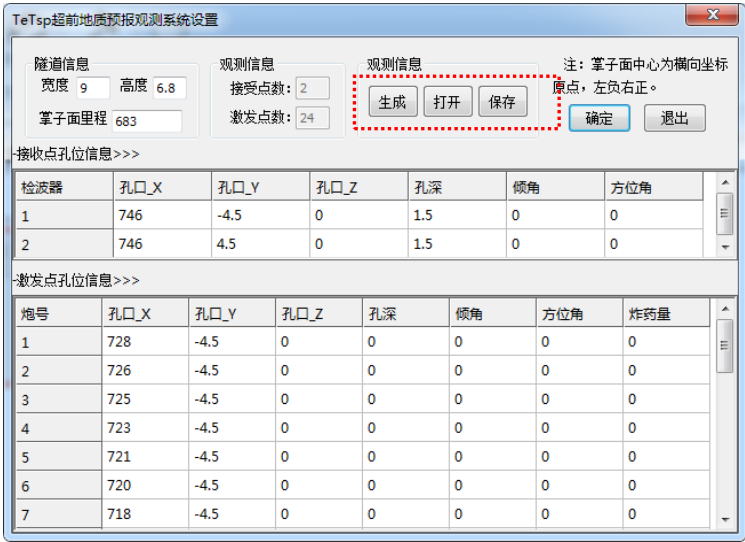 TeTsp超前地质预报观测系统设置
隧道信息 观测信息 观测信息 注：掌子面中心为横向坐标
宽度 9 高度 6.8 接受点数： 2 原点，左负右正。
生成 打开 保存
掌子面里程 683 激发点数： 24 确定 退出
-接收点孔位信息>>>
检波器 孔口_X 孔口_Y 孔口_Z 孔深 倾角 方位角
1 746 -4.5 0 1.5 0 0
2 746 4.5 0 1.5 0 0
-激发点孔位信息>>>
炮号 孔口_X 孔口_Y 孔口_Z 孔深 倾角 方位角 炸药量
1 728 -4.5 0 0 0 0 0
2 726 -4.5 0 0 0 0 0
3 725 -4.5 0 0 0 0 0
4 723 -4.5 0 0 0 0 0
5 721 -4.5 0 0 0 0 0
6 720 -4.5 0 0 0 0 0
7 718 -4.5 0 0 0 0 0